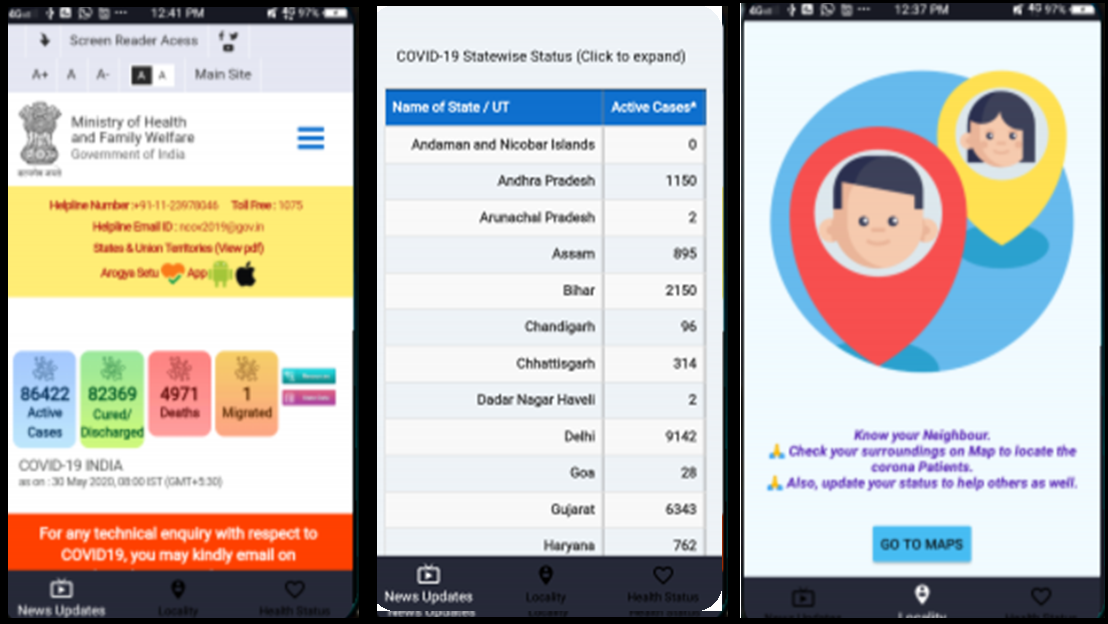 4G 12:41 PM 4G 97%
Screen Reader Acess
A+ A A- A A Main Site
Ministry of Health
and Family Welfare
Government of India
Helpline Number :+91-11-23978046 Toll Free : 1075
Helpline Email ID : ncov2019@gov.in
States & Union Territories (View pdf)
Arogya Setu App
86422
Active
Cases
82369
Cured/
Discharged
4971
Deaths
1
Migrated
COVID-19 INDIA
as on : 30 May 2020, 08:00 IST (GMT+5:30)
For any technical enquiry with respect to
COVID19, you may kindly email on
News Updates Locality Health Status
COVID-19 Statewise Status (Click to expand)
Name of State / UT Active Cases*
Andaman and Nicobar Islands 0
Andhra Pradesh 1150
Arunachal Pradesh 2
Assam 895
Bihar 2150
Chandigarh 96
Chhattisgarh 314
Dadar Nagar Haveli 2
Delhi 9142
Goa 28
Gujarat 6343
Haryana 762
News Updates Locality Health Status
News Updates Locality Health Status
4G 12:37 PM 4G 97%
Know your Neighbour.
🙏 Check your surroundings on Map to locate the
corona Patients.
🙏 Also, update your status to help others as well.
GO TO MAPS
Locality